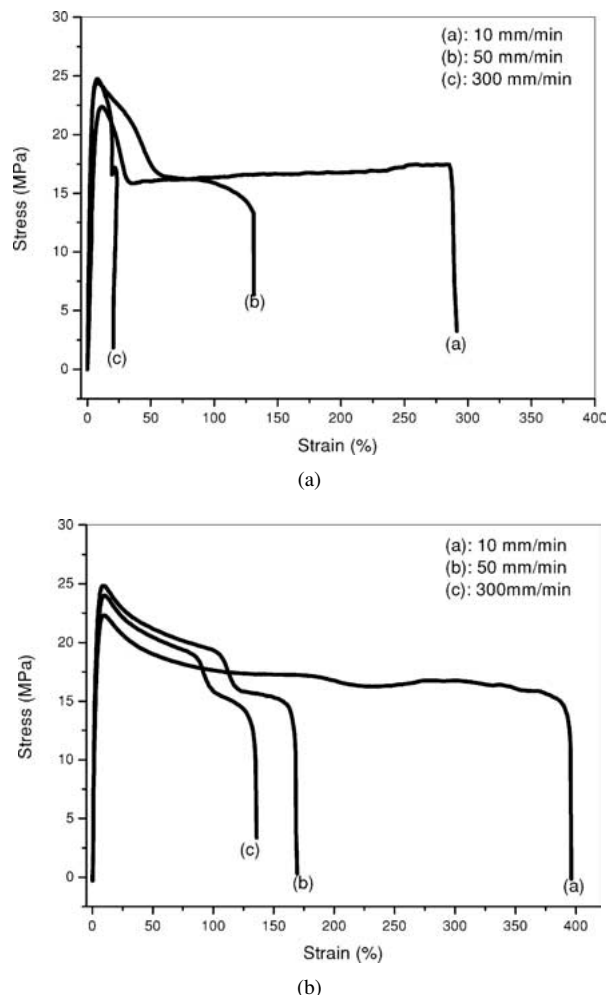 30
(a): 10 mm/min
(b): 50 mm/min
(c): 300 mm/min
25
20
15
10
5
0
Stress (MPa)
(c)
(b)
(a)
0 50 100 150 200 250 300 350 400
Strain (%)
(a)
30
(a): 10 mm/min
(b): 50 mm/min
(c): 300mm/min
25
20
15
10
5
0
Stress (MPa)
(c)
(b)
(a)
0 50 100 150 200 250 300 350 400
Strain (%)
(b)